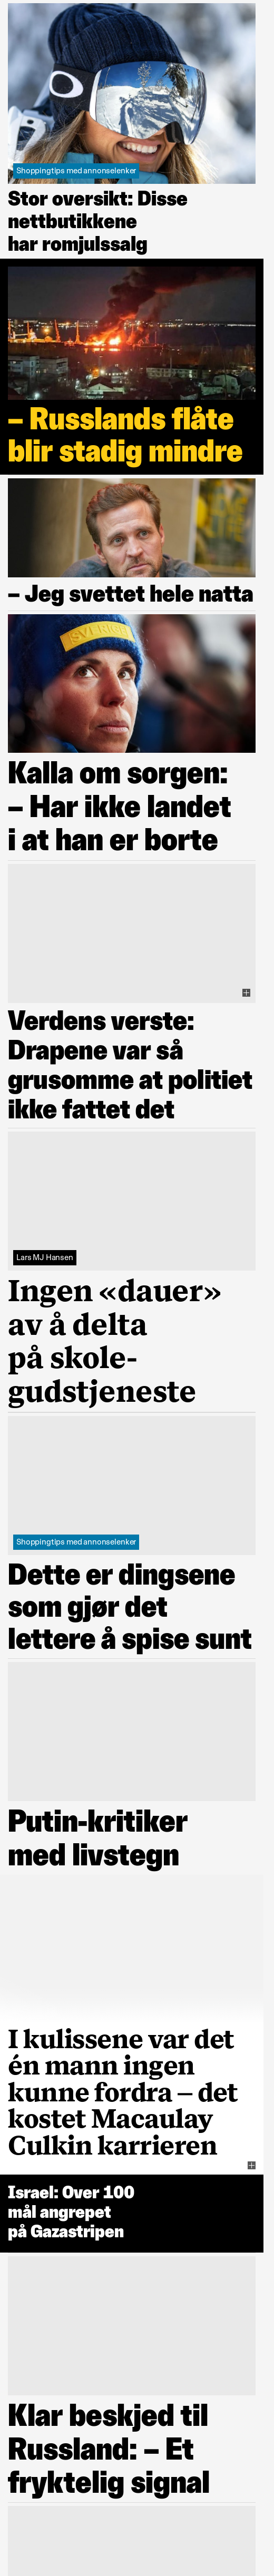 Shoppingtips med annonselenker
Stor oversikt: Disse
nettbutikkene
har romjulssalg
– Russlands flåte
blir stadig mindre
– Jeg svettet hele natta
SVERIGE
Kalla om sorgen:
– Har ikke landet
i at han er borte
Verdens verste:
Drapene var så
grusomme at politiet
ikke fattet det
Lars MJ Hansen
Ingen «dauer»
av å delta
på skole-
gudstjeneste
Shoppingtips med annonselenker
Dette er dingsene
som gjør det
lettere å spise sunt
Putin-kritiker
med livstegn
I kulissene var det
én mann ingen
kunne fordra – det
kostet Macaulay
Culkin karrieren
Israel: Over 100
mål angrepet
på Gazastripen
Klar beskjed til
Russland: – Et
fryktelig signal